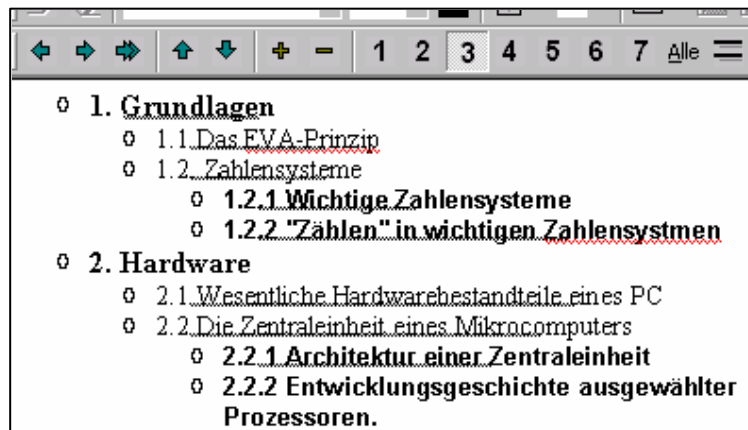 1 2 3 4 5 6 7 Alle
1. Grundlagen
1.1.Das EVA-Prinzip
1.2. Zahlensysteme
1.2.1 Wichtige Zahlensysteme
1.2.2 "Zählen" in wichtigen Zahlensystmen
2. Hardware
2.1.Wesentliche Hardwarebestandteile eines PC
2.2.Die Zentraleinheit eines Mikrocomputers
2.2.1 Architektur einer Zentraleinheit
2.2.2 Entwicklungsgeschichte ausgewählter
Prozessoren.